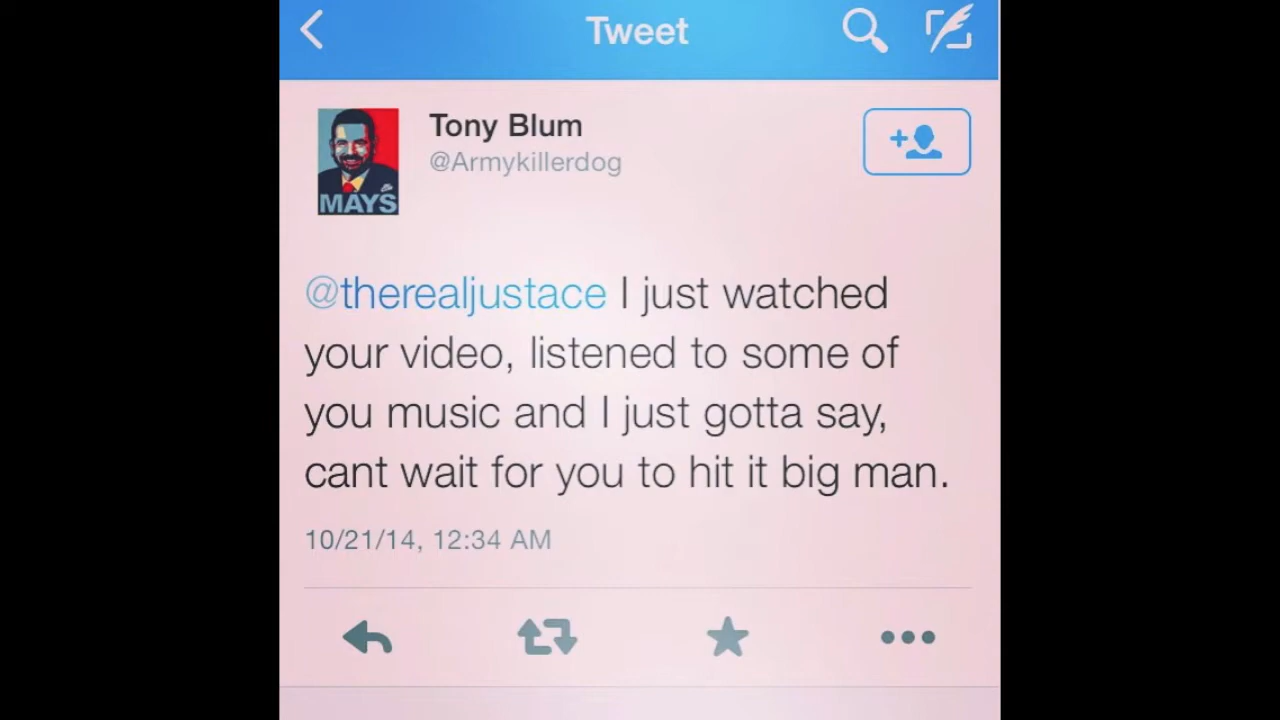 Tweet
Tony Blum
@Armykillerdog
MAYS
@therealjustace I just watched
your video, listened to some of
you music and I just gotta say,
cant wait for you to hit it big man.
10/21/14, 12:34 AM